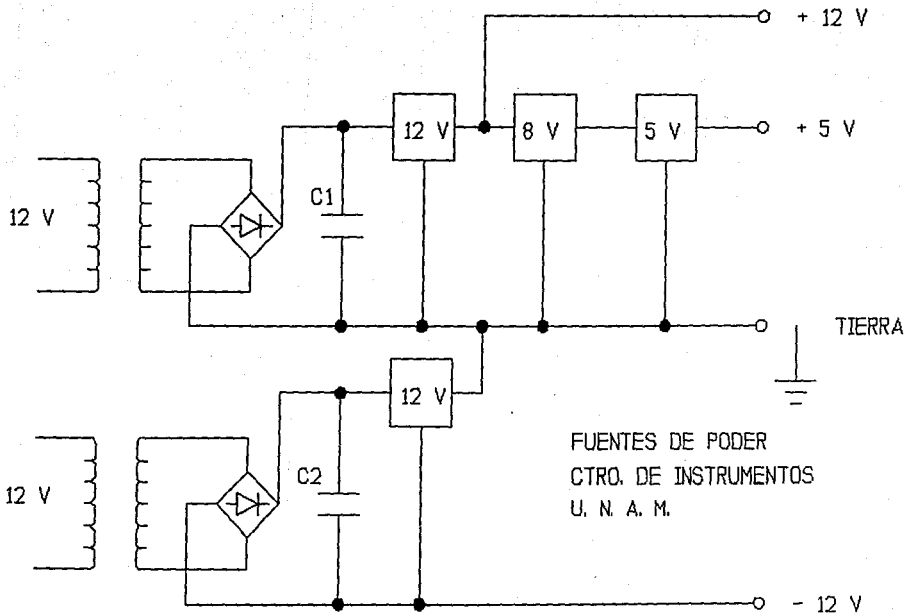 + 12 V
12 V
8 V
5 V
+ 5 V
12 V
C1
TIERRA
12 V
12 V
C2
FUENTES DE PODER
CTRO. DE INSTRUMENTOS
U. N. A. M.
- 12 V